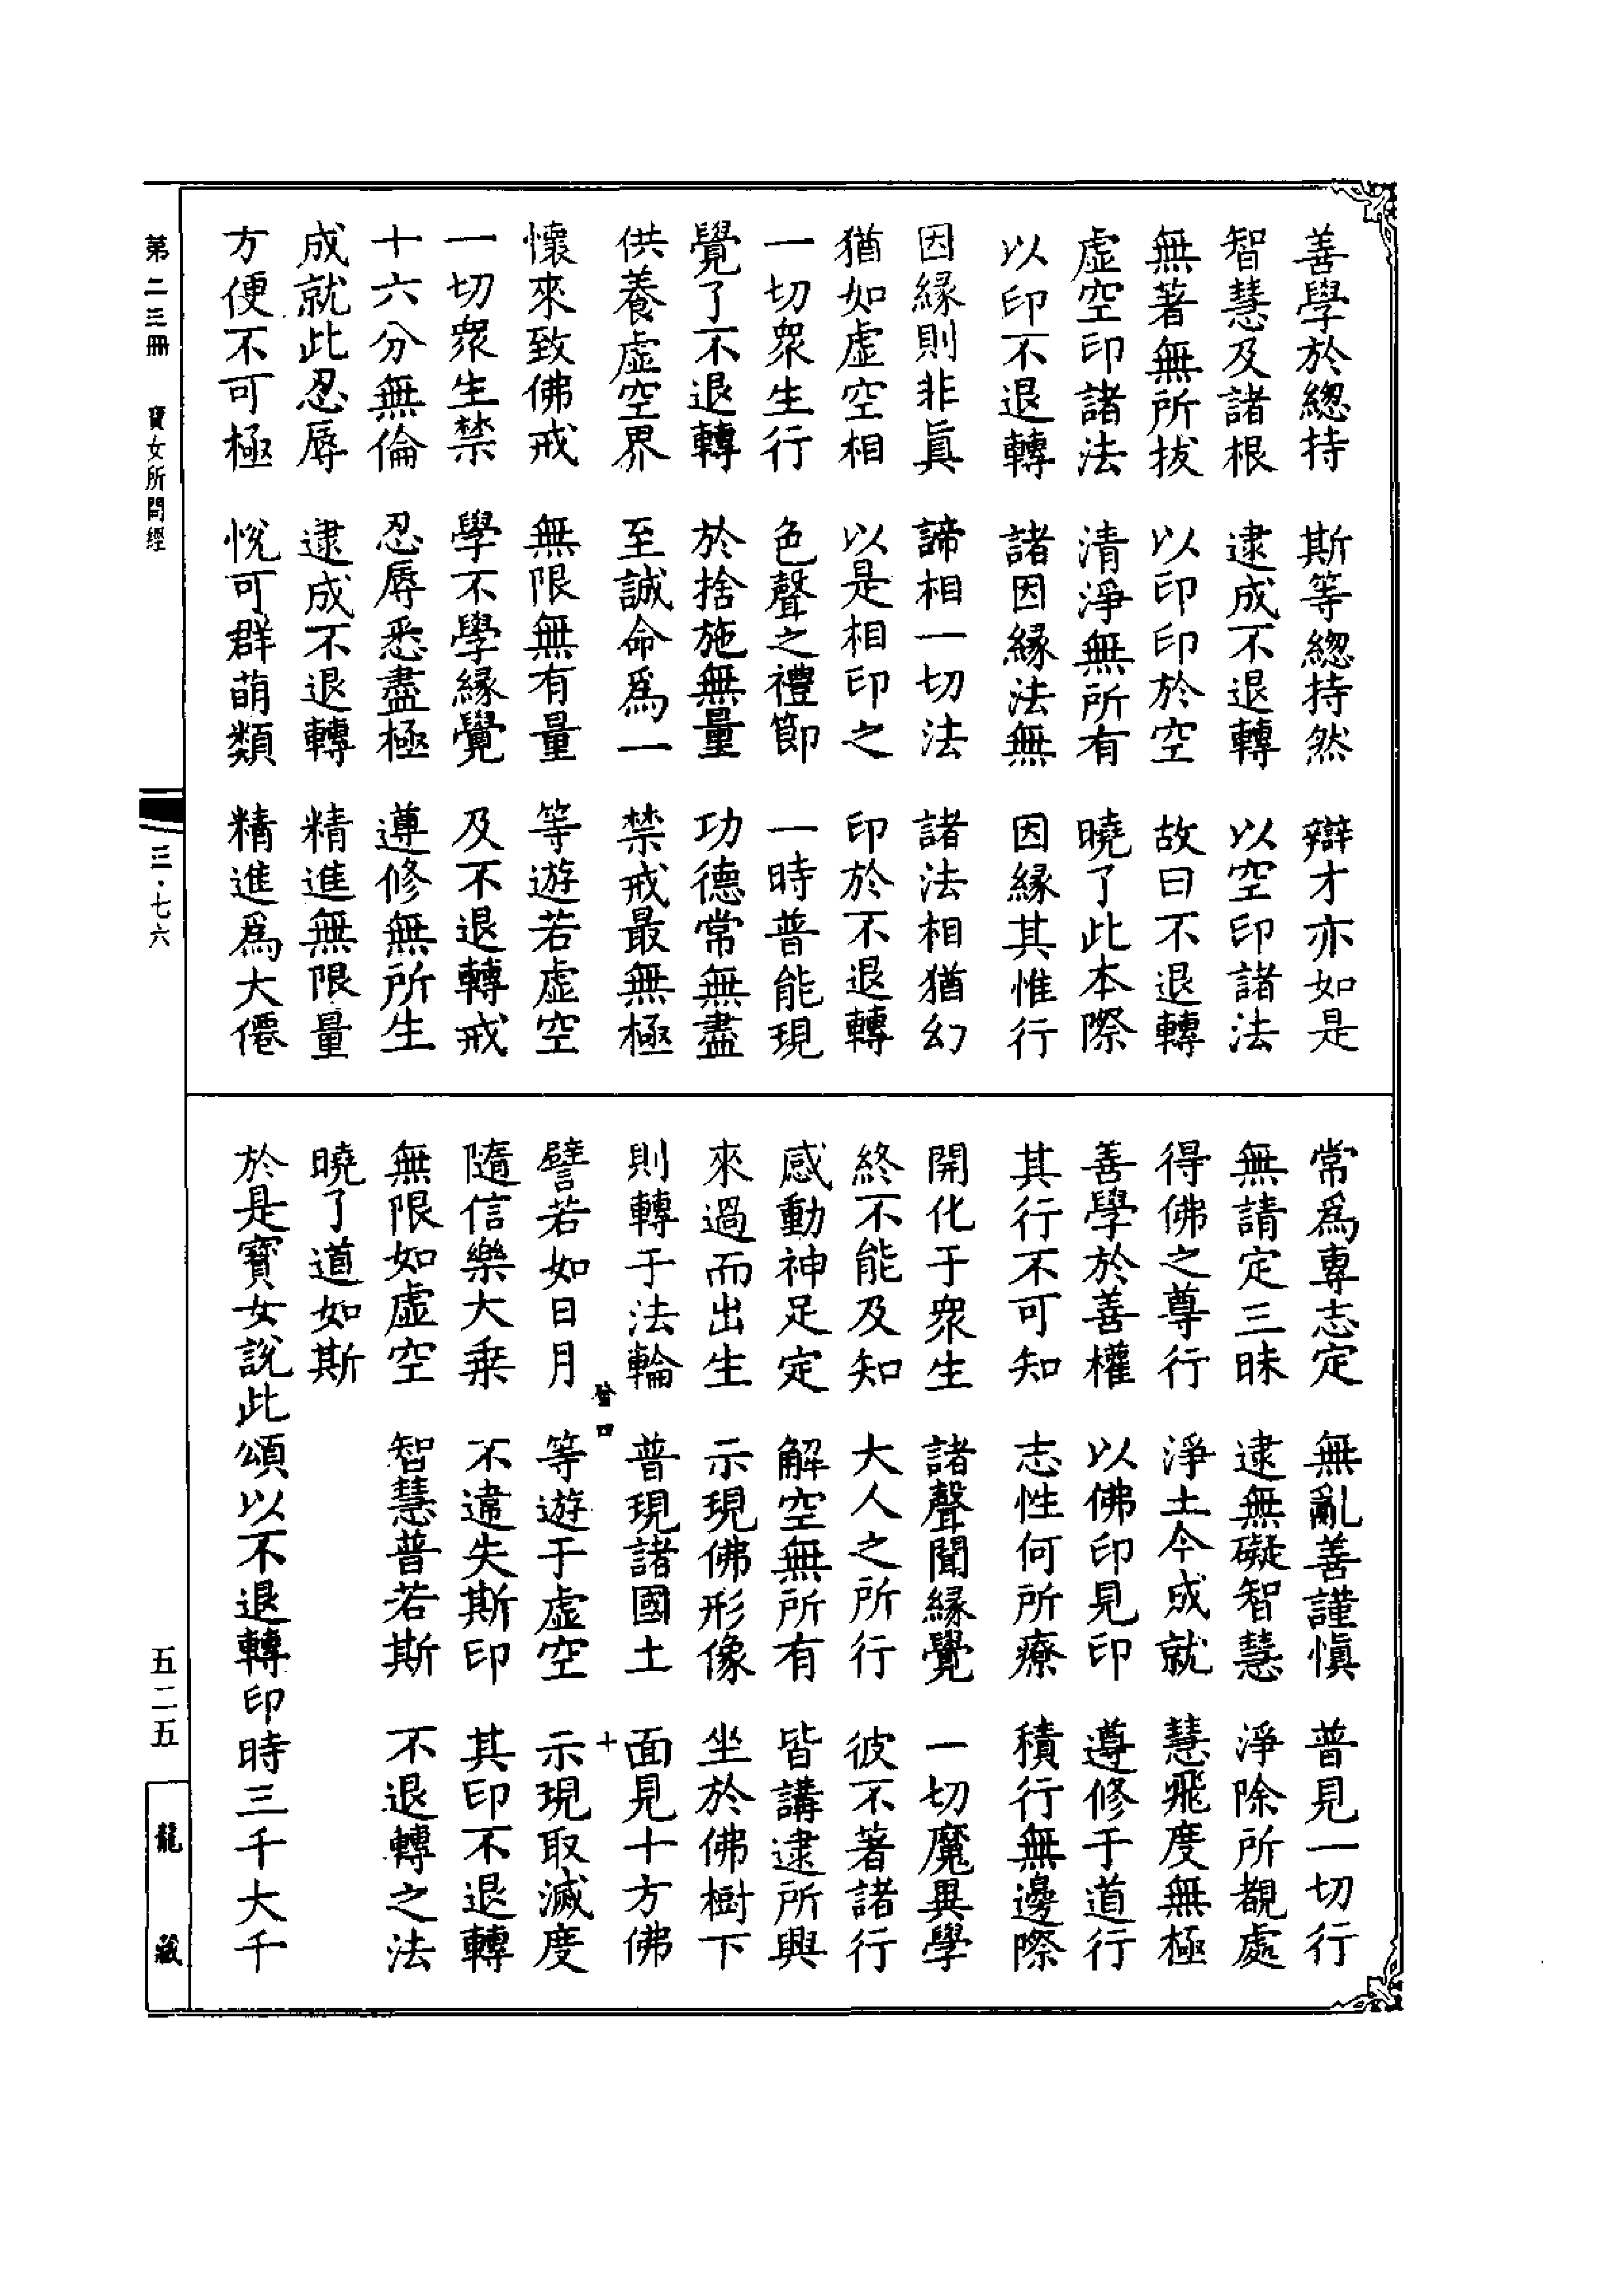 善學於緫持　斯等緫持然　辯才亦如是
智慧及諸根　逮成不退轉　以空印諸法
無著無所拔　以印印於空　故曰不退轉
虛空印諸法　清淨無所有　曉了此本際
以印不退轉　諸因緣法無　因緣其惟行
因緣則非眞　諦相一切法　諸法相猶幻
猶如虛空相　以是相印之　印於不退轉
一切衆生行　色聲之禮節　一時普能現
覺了不退轉　於捨施無量　功德常無盡
供養虛空界　至誠命爲一　禁戒最無極
懷來致佛戒　無限無有量　等遊若虛空
一切衆生禁　學不學緣覺　及不退轉戒
十六分無倫　忍辱悉盡極　遵修無所生
成就此忍辱　逮成不退轉　精進無限量
方便不可極　悅可群萌類　精進爲大僊
常爲專志定　無亂善謹愼　普見一切行
無請定三昧　逮無礙智慧　淨除所覩處
得佛之尊行　淨土今成就　慧飛度無極
善學於善權　以佛印見印　遵修于道行
其行不可知　志性何所療　積行無邊際
開化于衆生　諸聲聞緣覺　一切魔異學
終不能及知　大人之所行　彼不著諸行
感動神足定　解空無所有　皆講逮所興
來過而出生　示現佛形像　坐於佛樹下
則轉于法輪　普現諸國土　面見十方佛
譬若如日月　等遊于虛空　示現取滅度
隨信樂大乗　不違失斯印　其印不退轉
無限如虛空　智慧普若斯　不退轉之法
曉了道如斯
於是寶女說此頌以不退轉印時三千大千
第二三冊　寶女所問經
三·七六
五二五
龍藏